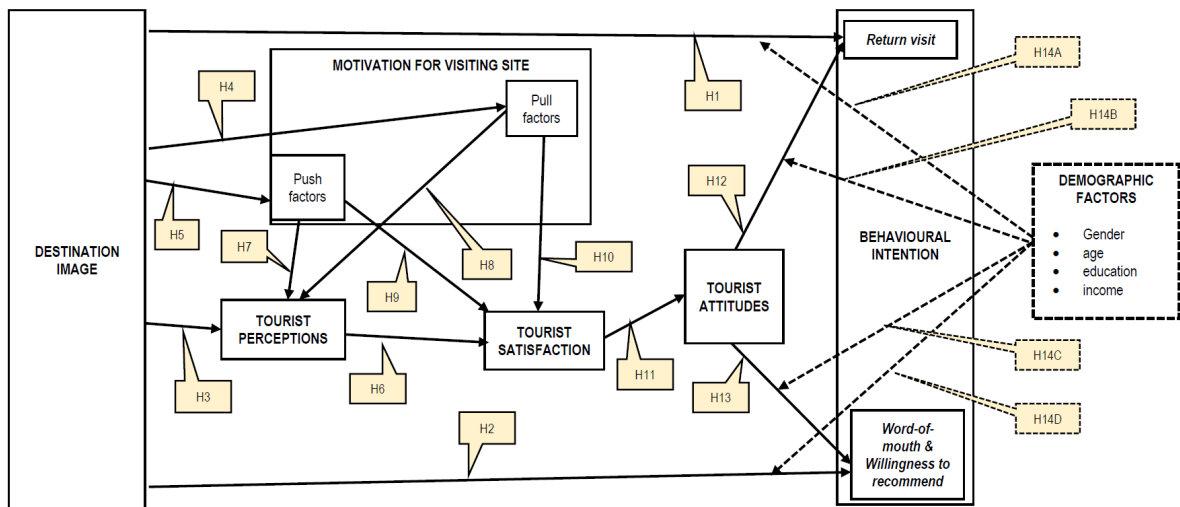 DESTINATION
IMAGE
MOTIVATION FOR VISITING SITE
Pull
factors
Push
factors
TOURIST
PERCEPTIONS
TOURIST
SATISFACTION
TOURIST
ATTITUDES
BEHAVIOURAL
INTENTION
Return visit
Word-of-
mouth &
Willingness to
recommend
DEMOGRAPHIC
FACTORS
• Gender
• age
• education
• income
H4
H5
H3
H7
H6
H9
H8
H10
H2
H11
H12
H13
H1
H14A
H14B
H14C
H14D